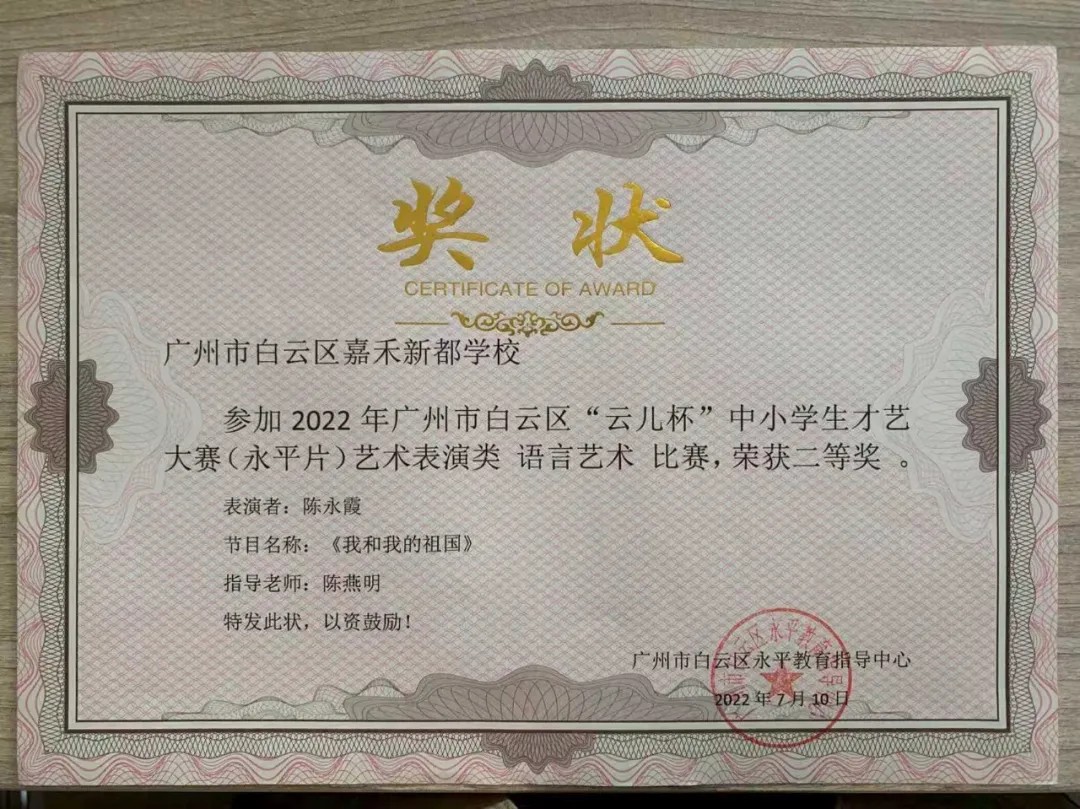 奖状
CERTIFICATE OF AWARD
广州市白云区嘉禾新都学校
参加2022年广州市白云区“云儿杯”中小学生才艺
大赛（永平片）艺术表演类 语言艺术 比赛，荣获二等奖 。
表演者：陈永霞
节目名称：《我和我的祖国》
指导老师：陈燕明
特发此状，以资鼓励！
广州市白云区永平教育指导中心
2022年7月10日